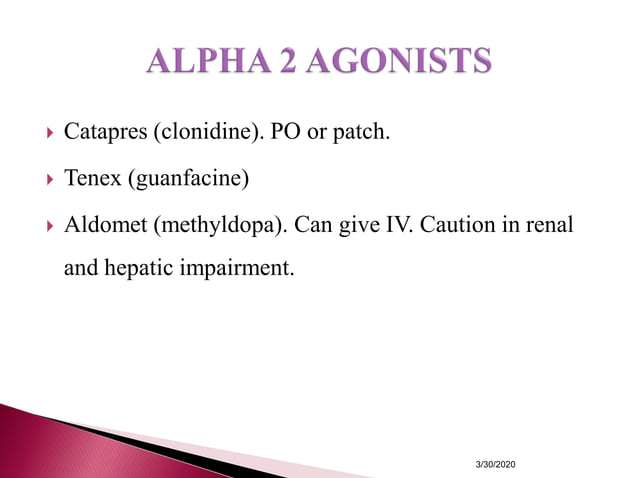 ALPHA 2 AGONISTS
Catapres (clonidine). PO or patch.
Tenex (guanfacine)
Aldomet (methyldopa). Can give IV. Caution in renal
and hepatic impairment.
3/30/2020